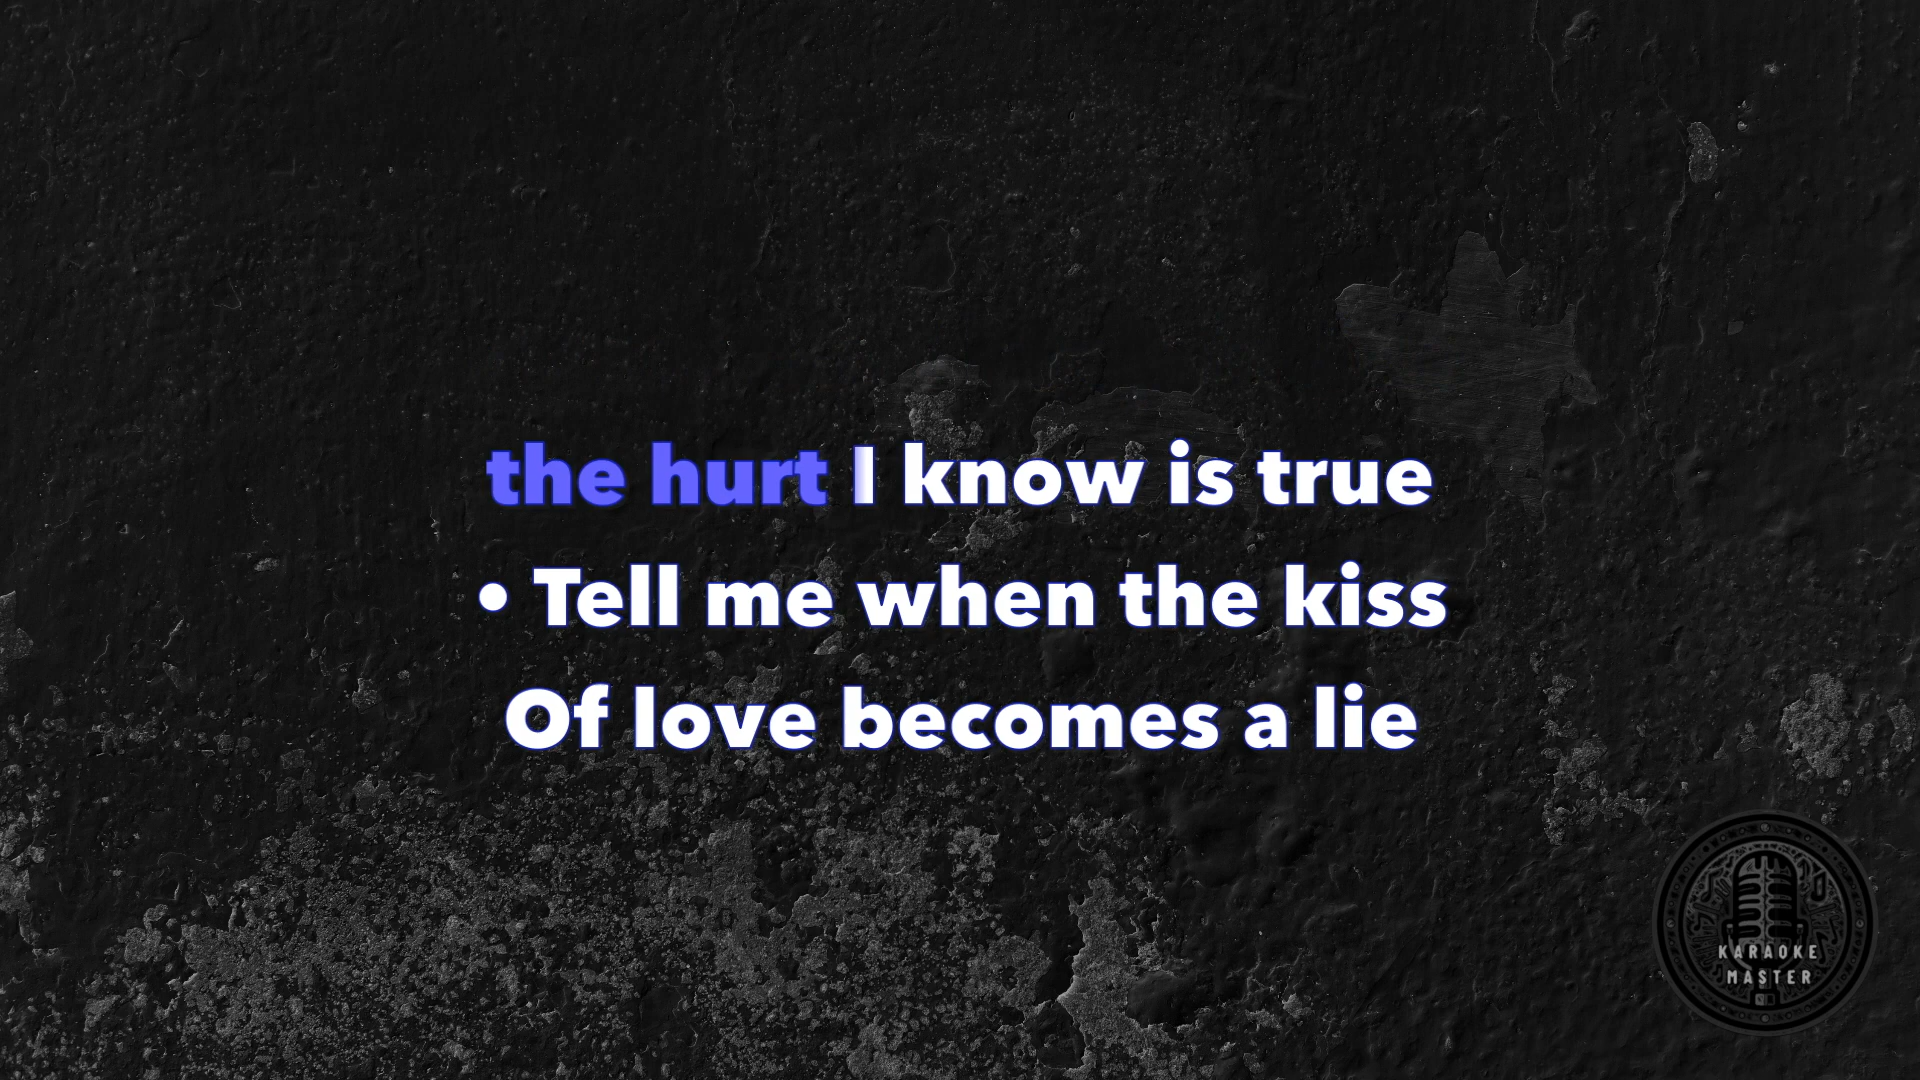 the hurt I know is true
• Tell me when the kiss
Of love becomes a lie
KARAOKE
MASTER